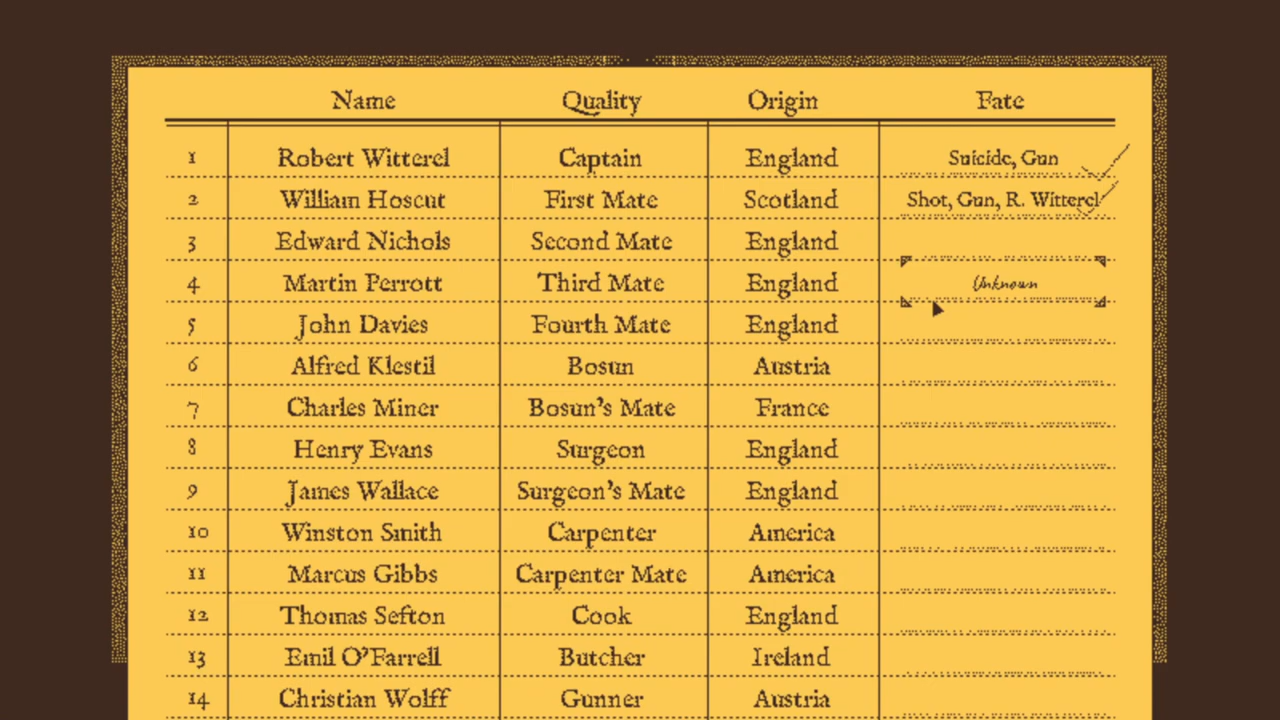 Name Quality Origin Fate
1 Robert Witterel Captain England Suicide, Gun
2 William Hoscut First Mate Scotland Shot, Gun, R. Witterel
3 Edward Nichols Second Mate England
4 Martin Perrott Third Mate England Unknown
5 John Davies Fourth Mate England
6 Alfred Klestil Bosun Austria
7 Charles Miner Bosun's Mate France
8 Henry Evans Surgeon England
9 James Wallace Surgeon's Mate England
10 Winston Smith Carpenter America
11 Marcus Gibbs Carpenter Mate America
12 Thomas Sefton Cook England
13 Emil O'Farrell Butcher Ireland
14 Christian Wolff Gunner Austria